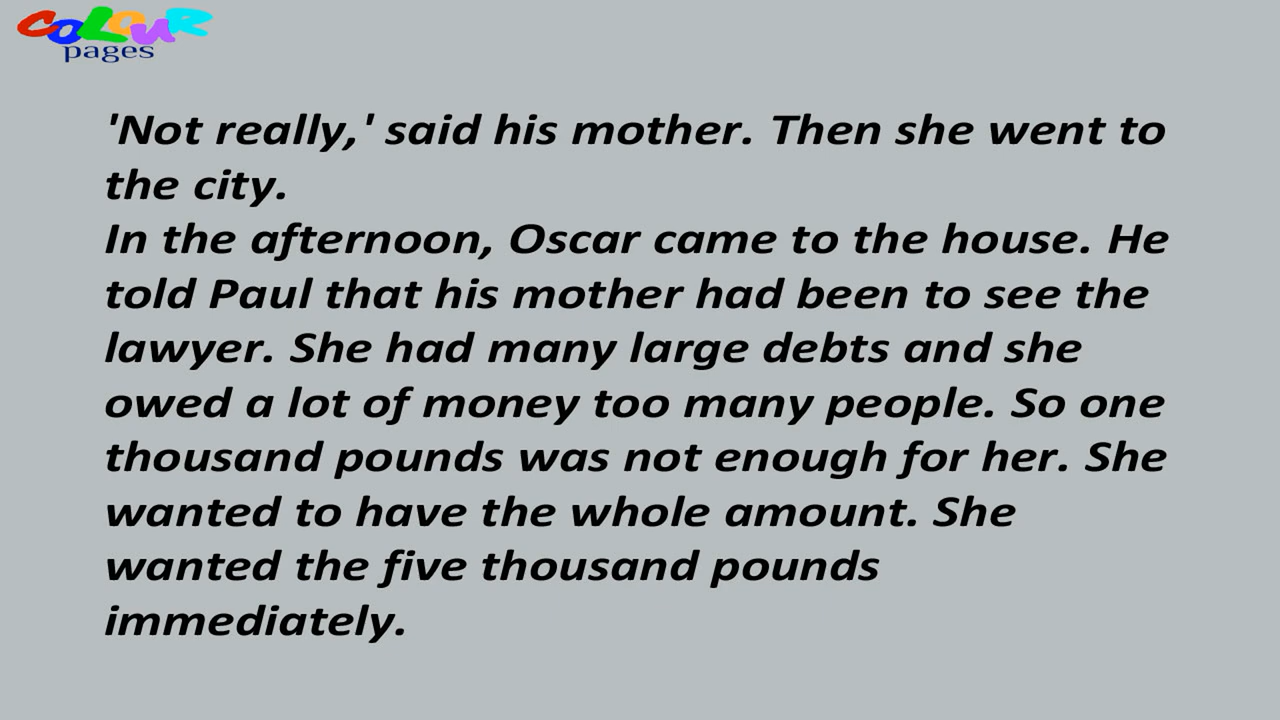 COLOUR
pages
'Not really,' said his mother. Then she went to
the city.
In the afternoon, Oscar came to the house. He
told Paul that his mother had been to see the
lawyer. She had many large debts and she
owed a lot of money too many people. So one
thousand pounds was not enough for her. She
wanted to have the whole amount. She
wanted the five thousand pounds
immediately.